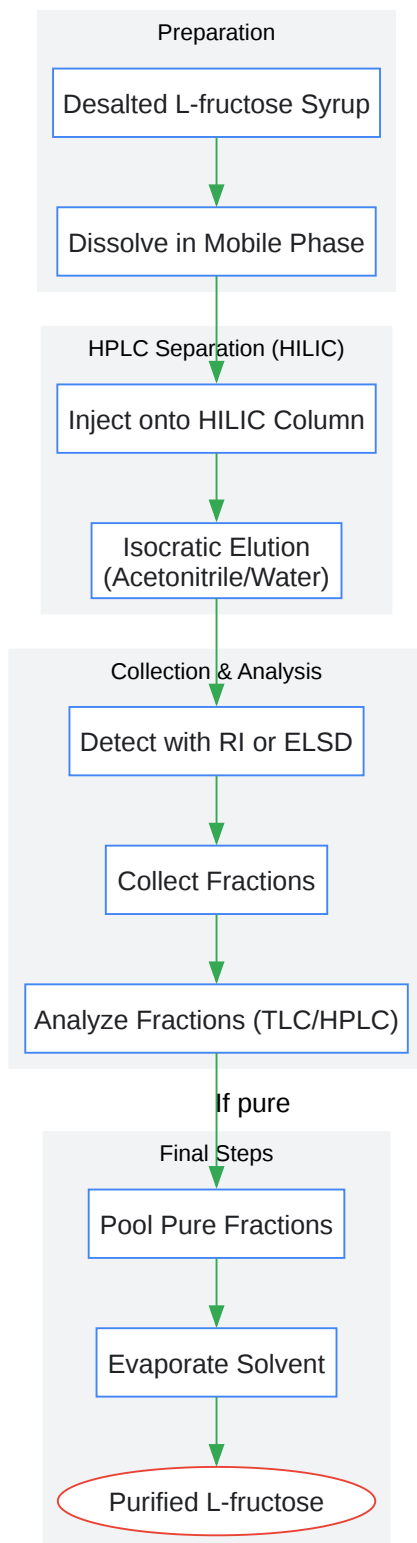 Preparation
Desalted L-fructose Syrup
Dissolve in Mobile Phase
HPLC Separation (HILIC)
Inject onto HILIC Column
Isocratic Elution
(Acetonitrile/Water)
Collection & Analysis
Detect with RI or ELSD
Collect Fractions
Analyze Fractions (TLC/HPLC)
If pure
Final Steps
Pool Pure Fractions
Evaporate Solvent
Purified L-fructose